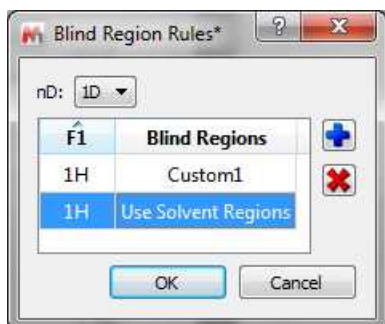 Blind Region Rules*
nD: 1D
F1 Blind Regions
1H Custom1
1H Use Solvent Regions
OK Cancel